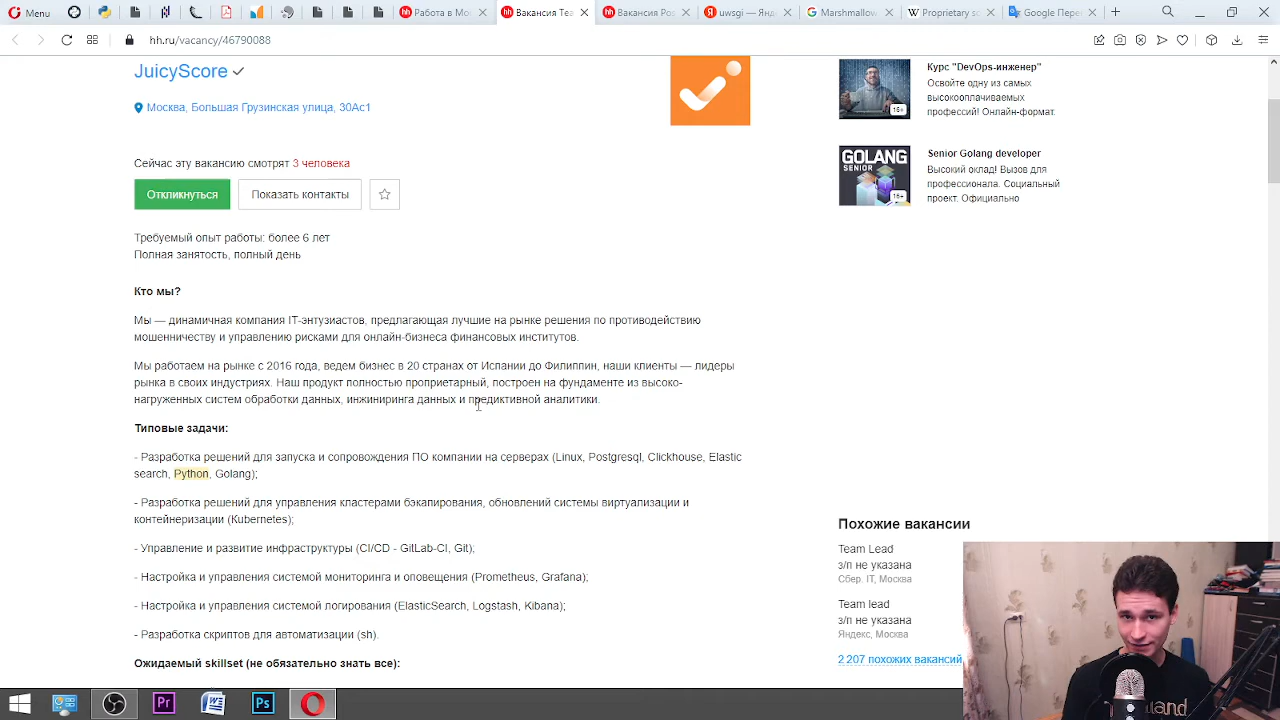 Menu
Работа в Мо
Вакансия Tea
Вакансия Роз
uwsgi — Янд
Marshmallow
Proprietary so
Google Пере
hh.ru/vacancy/46790088
JuicyScore
Москва, Большая Грузинская улица, 30Ас1
Сейчас эту вакансию смотрят 3 человека
Откликнуться
Показать контакты
Требуемый опыт работы: более 6 лет
Полная занятость, полный день
Кто мы?
Мы — динамичная компания IT-энтузиастов, предлагающая лучшие на рынке решения по противодействию
мошенничеству и управлению рисками для онлайн-бизнеса финансовых институтов.
Мы работаем на рынке с 2016 года, ведем бизнес в 20 странах от Испании до Филиппин, наши клиенты — лидеры
рынка в своих индустриях. Наш продукт полностью проприетарный, построен на фундаменте из высоко-
нагруженных систем обработки данных, инжиниринга данных и предиктивной аналитики.
Типовые задачи:
- Разработка решений для запуска и сопровождения ПО компании на серверах (Linux, Postgresql, Clickhouse, Elastic
search, Python, Golang);
- Разработка решений для управления кластерами бэкапирования, обновлений системы виртуализации и
контейнеризации (Kubernetes);
- Управление и развитие инфраструктуры (CI/CD - GitLab-CI, Git);
- Настройка и управления системой мониторинга и оповещения (Prometheus, Grafana);
- Настройка и управления системой логирования (ElasticSearch, Logstash, Kibana);
- Разработка скриптов для автоматизации (sh).
Ожидаемый skillset (не обязательно знать все):
16+
Курс "DevOps-инженер"
Освойте одну из самых
высокооплачиваемых
профессий! Онлайн-формат.
GOLANG
SENIOR
16+
Senior Golang developer
Высокий оклад! Вызов для
профессионала. Социальный
проект. Официально
Похожие вакансии
Team Lead
з/п не указана
Сбер. IT, Москва
Team lead
з/п не указана
Яндекс, Москва
2 207 похожих вакансий
land
Pr
W
Ps